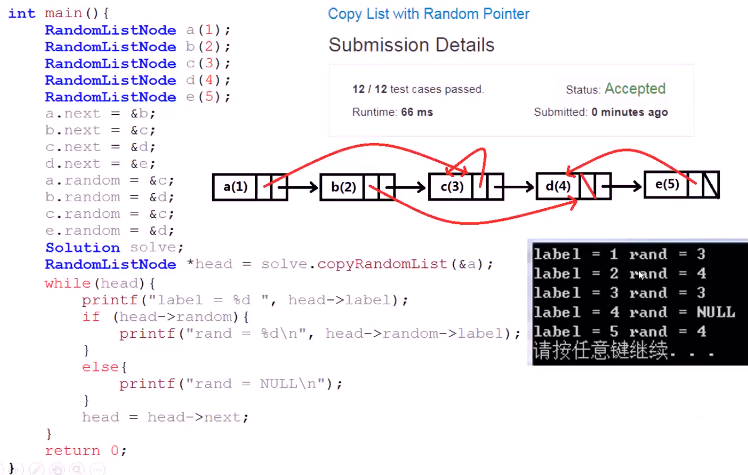 int main(){
RandomListNode a(1);
RandomListNode b(2);
RandomListNode c(3);
RandomListNode d(4);
RandomListNode e(5);
a.next = &b;
b.next = &c;
c.next = &d;
d.next = &e;
a.random = &c;
b.random = &d;
c.random = &c;
e.random = &d;
Solution solve;
RandomListNode *head = solve.copyRandomList(&a);
while(head){
printf("label = %d ", head->label);
if (head->random){
printf("rand = %d\n", head->random->label);
}
else{
printf("rand = NULL\n");
}
head = head->next;
}
return 0;
}
Copy List with Random Pointer
Submission Details
12 / 12 test cases passed. Status: Accepted
Runtime: 66 ms Submitted: 0 minutes ago
a(1) b(2) c(3) d(4) e(5)
label = 1 rand = 3
label = 2 rand = 4
label = 3 rand = 3
label = 4 rand = NULL
label = 5 rand = 4
请按任意键继续. . .